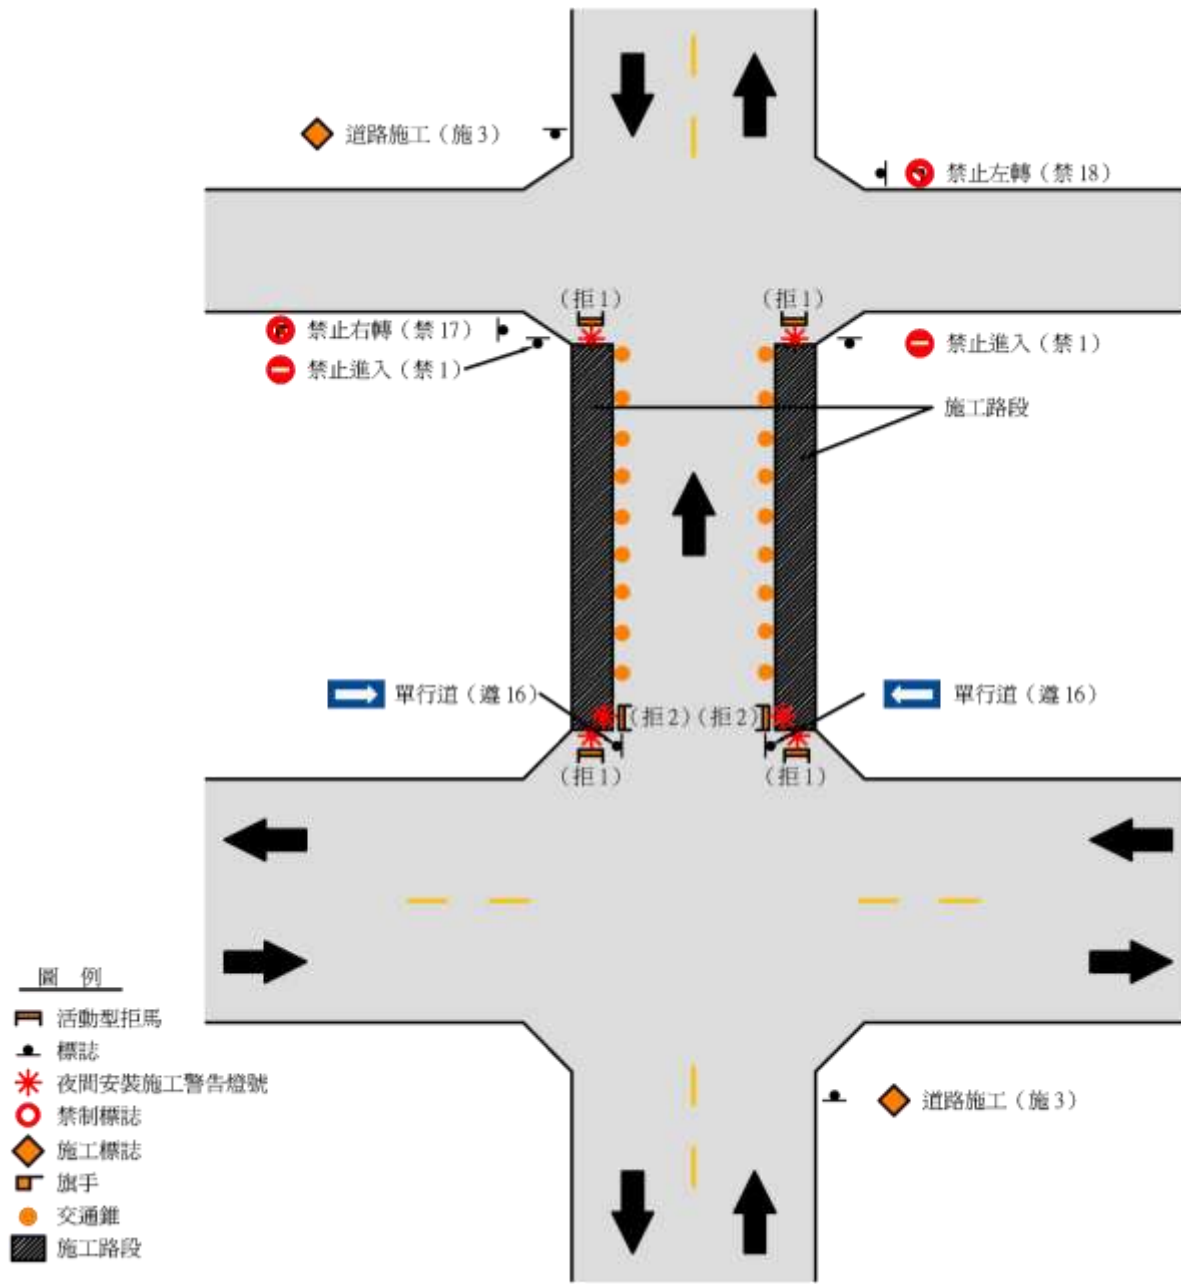 道路施工（施 3）
禁止左轉（禁 18）
（拒 1）
（拒 1）
禁止右轉（禁 17）
禁止進入（禁 1）
禁止進入（禁 1）
施工路段
單行道（遵 16）
單行道（遵 16）
（拒 2）（拒 2）
（拒 1）
（拒 1）
圖 例
活動型拒馬
標誌
夜間安裝施工警告燈號
禁制標誌
施工標誌
旗手
交通錐
施工路段
道路施工（施 3）